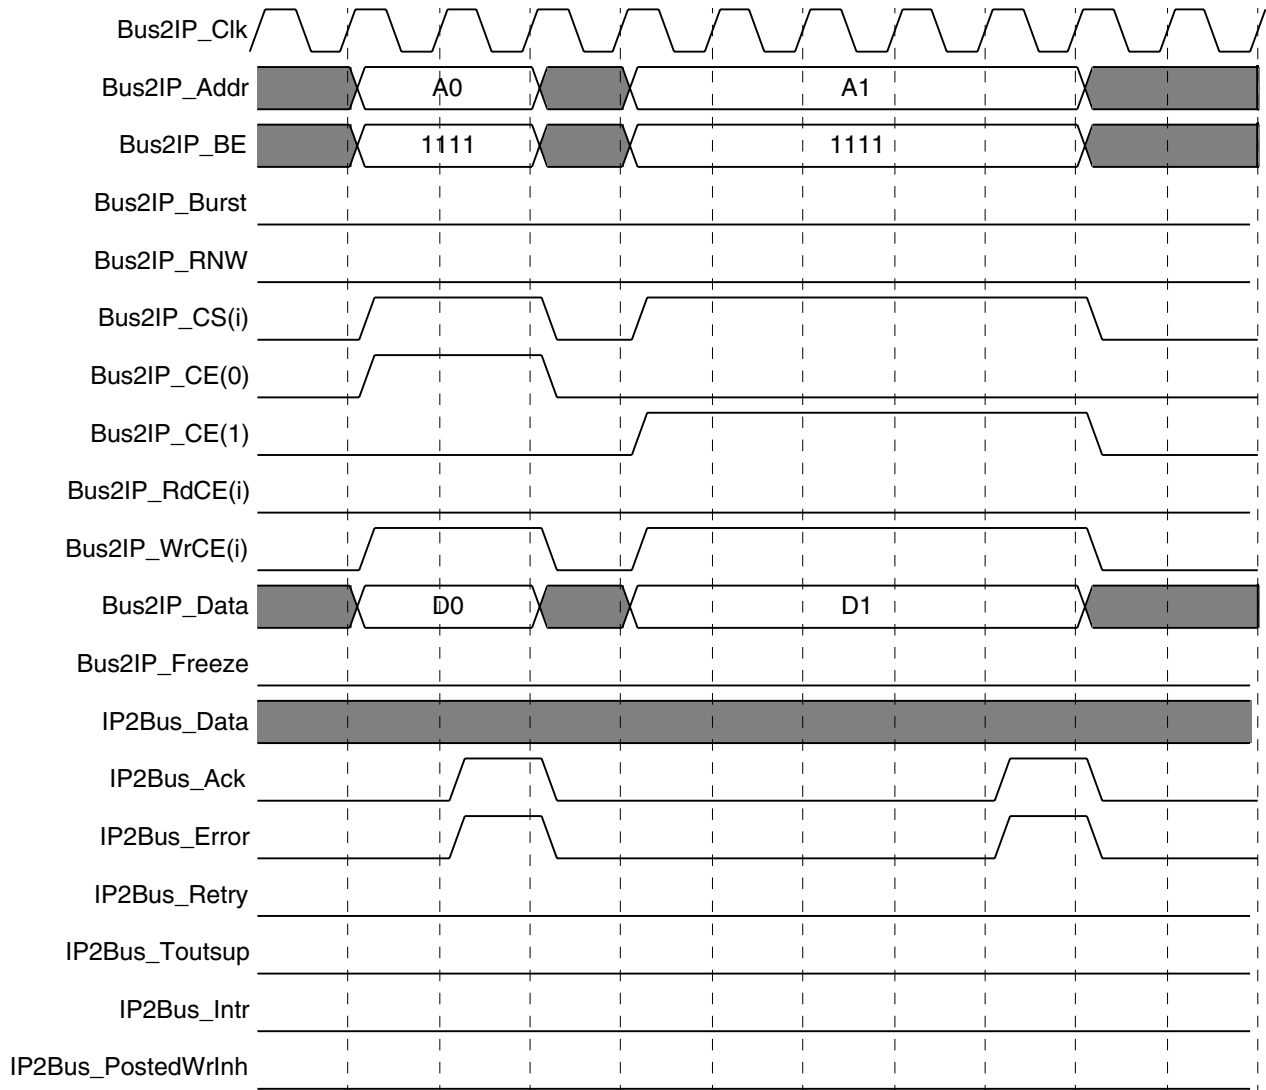 Bus2IP_Clk
Bus2IP_Addr A0 A1
Bus2IP_BE 1111 1111
Bus2IP_Burst
Bus2IP_RNW
Bus2IP_CS(i)
Bus2IP_CE(0)
Bus2IP_CE(1)
Bus2IP_RdCE(i)
Bus2IP_WrCE(i)
Bus2IP_Data D0 D1
Bus2IP_Freeze
IP2Bus_Data
IP2Bus_Ack
IP2Bus_Error
IP2Bus_Retry
IP2Bus_Toutsup
IP2Bus_Intr
IP2Bus_PostedWrInh